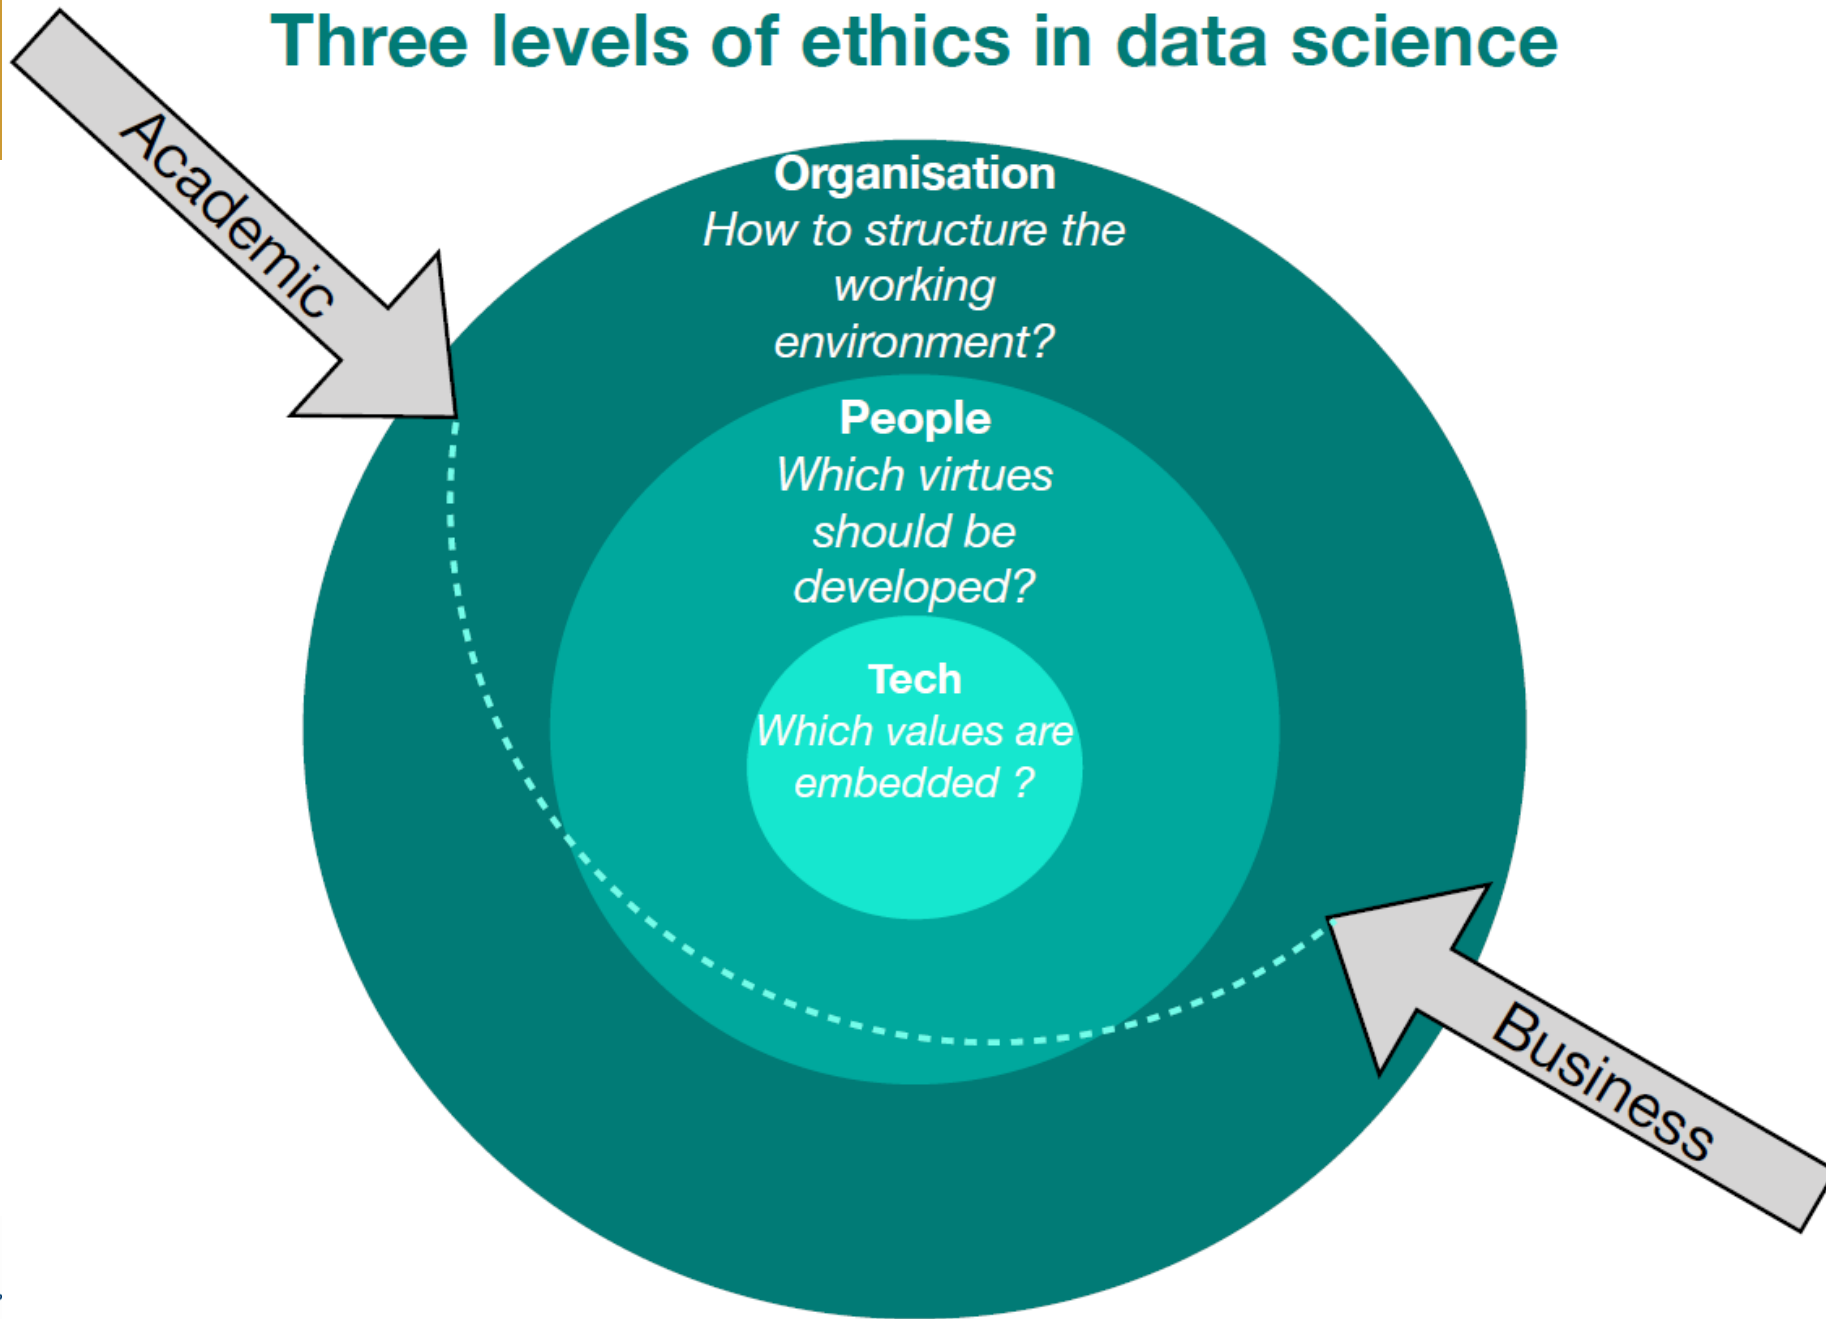 Three levels of ethics in data science
Academic
Organisation
How to structure the
working
environment?
People
Which virtues
should be
developed?
Tech
Which values are
embedded ?
Business